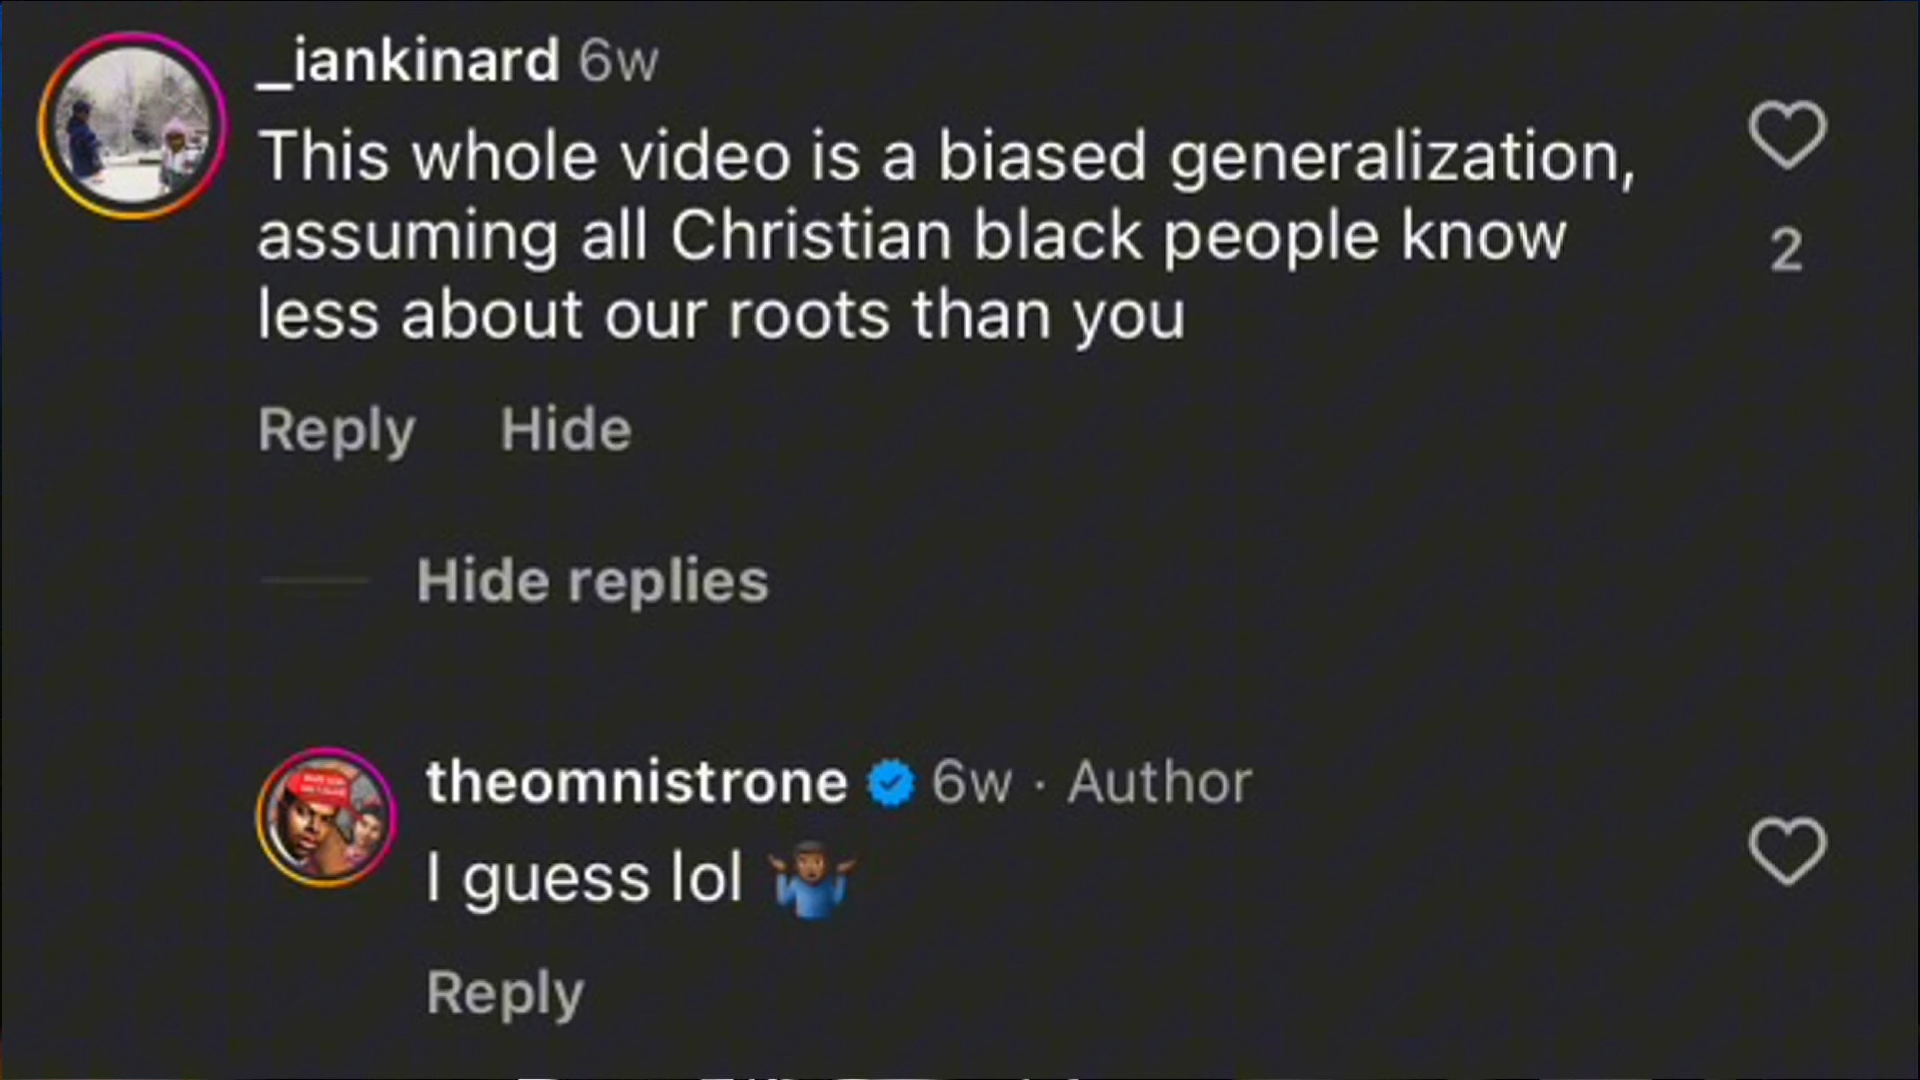 _iankinard 6w
This whole video is a biased generalization,
assuming all Christian black people know
less about our roots than you
2
Reply Hide
Hide replies
theomnistrone 6w · Author
I guess lol 🤷🏾‍♂️
Reply